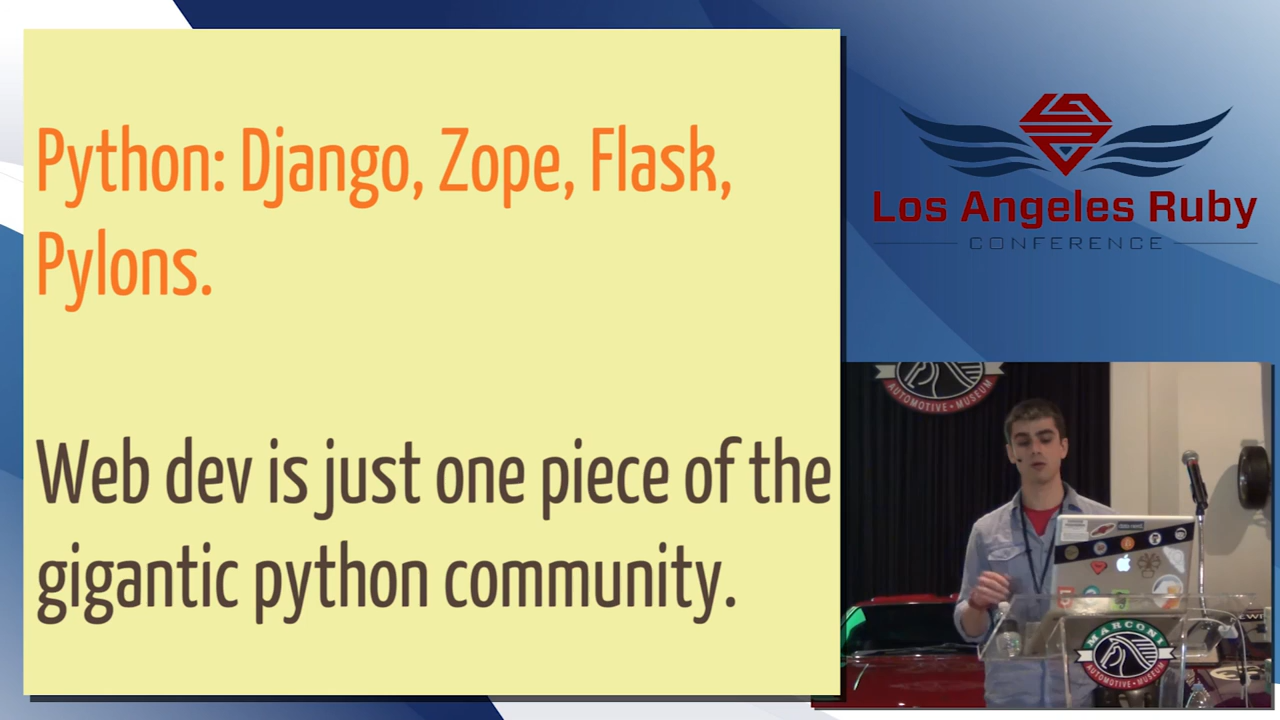 Python: Django, Zope, Flask,
Pylons.
Web dev is just one piece of the
gigantic python community.
Los Angeles Ruby
CONFERENCE
AUTOMOTIVE • MUSEUM
MARCONI
AUTOMOTIVE • MUSEUM